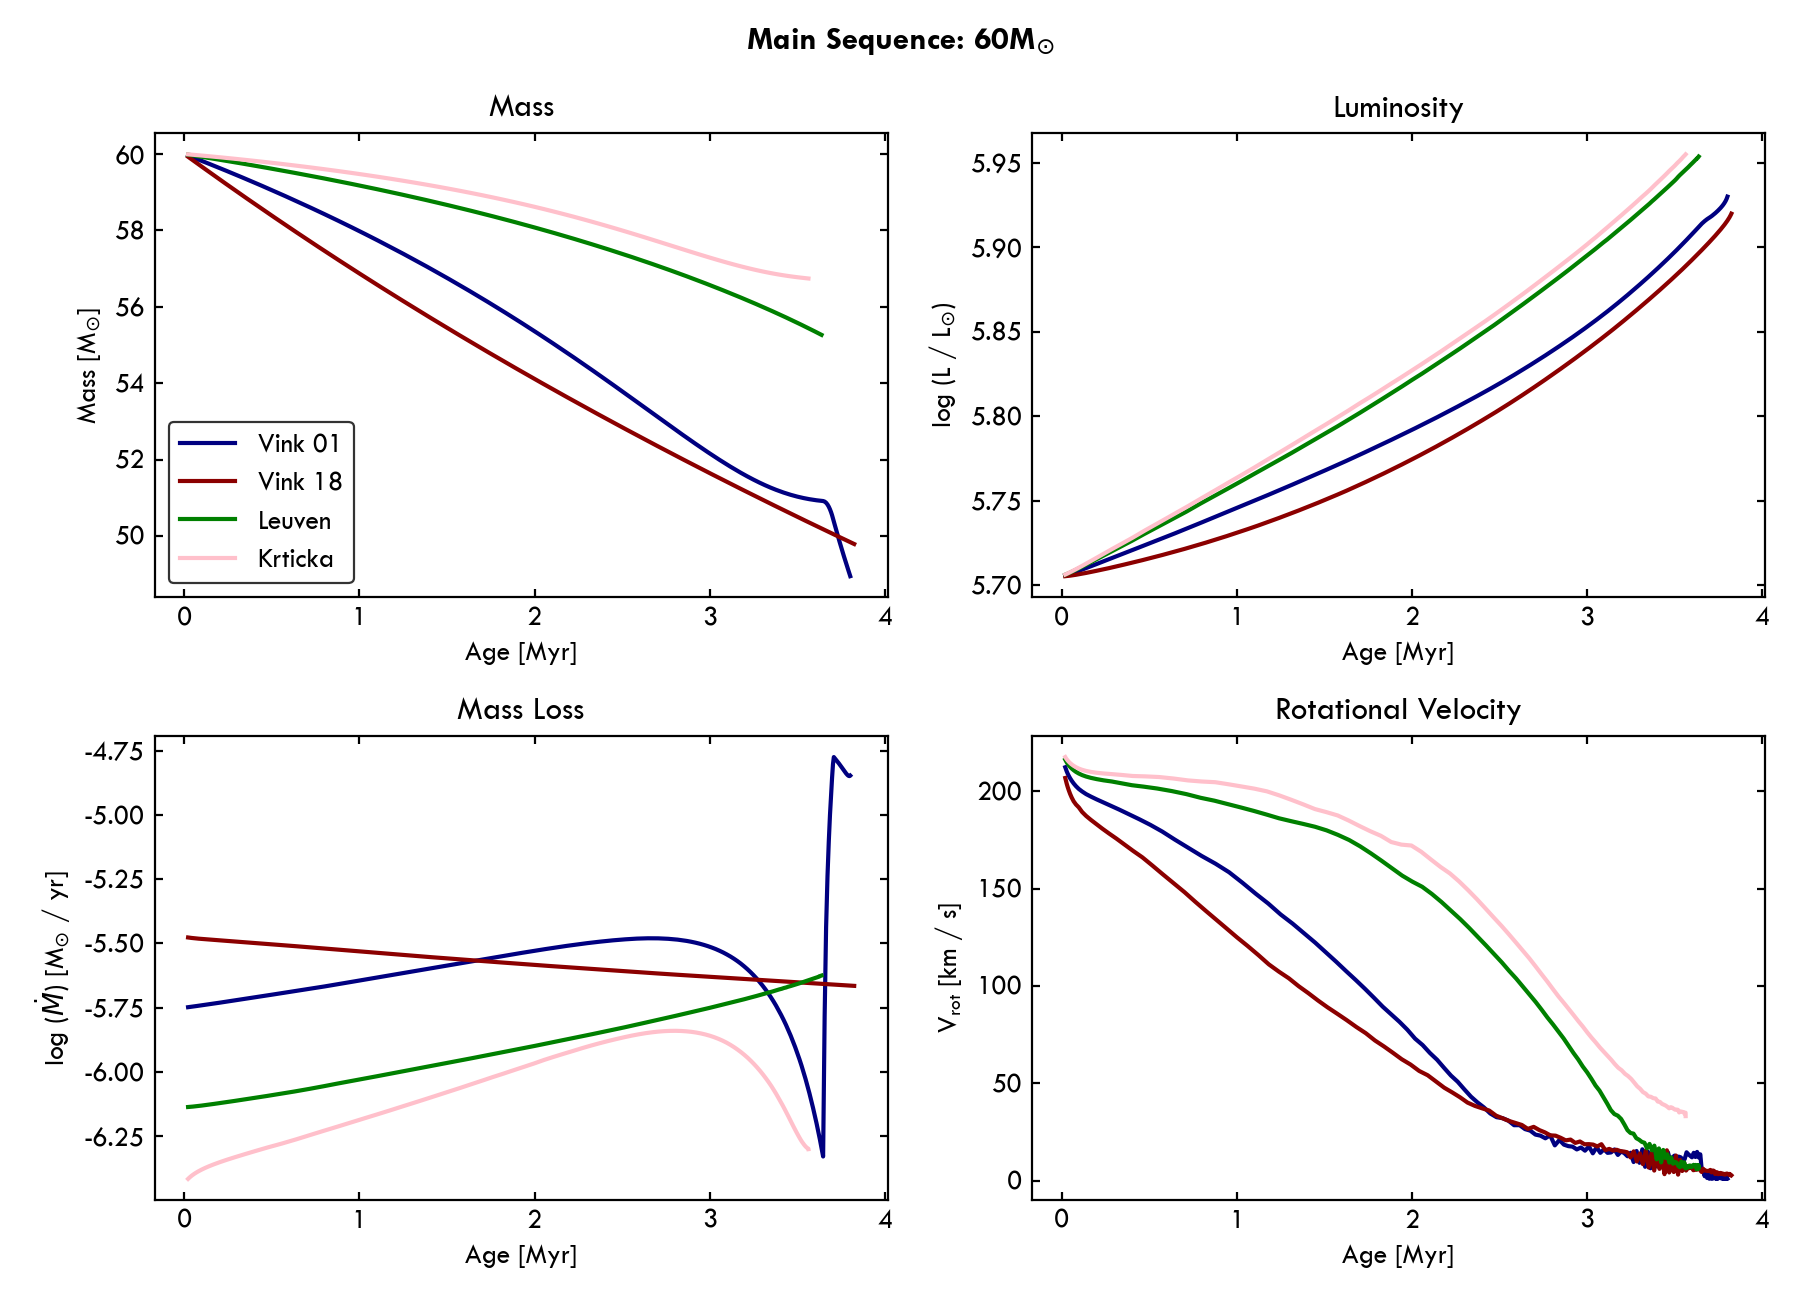 Main Sequence: 60M☉
Mass
60
58
56
54
52
50
Mass [M☉]
Vink 01
Vink 18
Leuven
Krticka
0 1 2 3 4
Age [Myr]
Luminosity
5.95
5.90
5.85
5.80
5.75
5.70
log (L / L☉)
0 1 2 3 4
Age [Myr]
Mass Loss
-4.75
-5.00
-5.25
-5.50
-5.75
-6.00
-6.25
log (Ṁ) [M☉ / yr]
0 1 2 3 4
Age [Myr]
Rotational Velocity
200
150
100
50
0
Vrot [km / s]
0 1 2 3 4
Age [Myr]